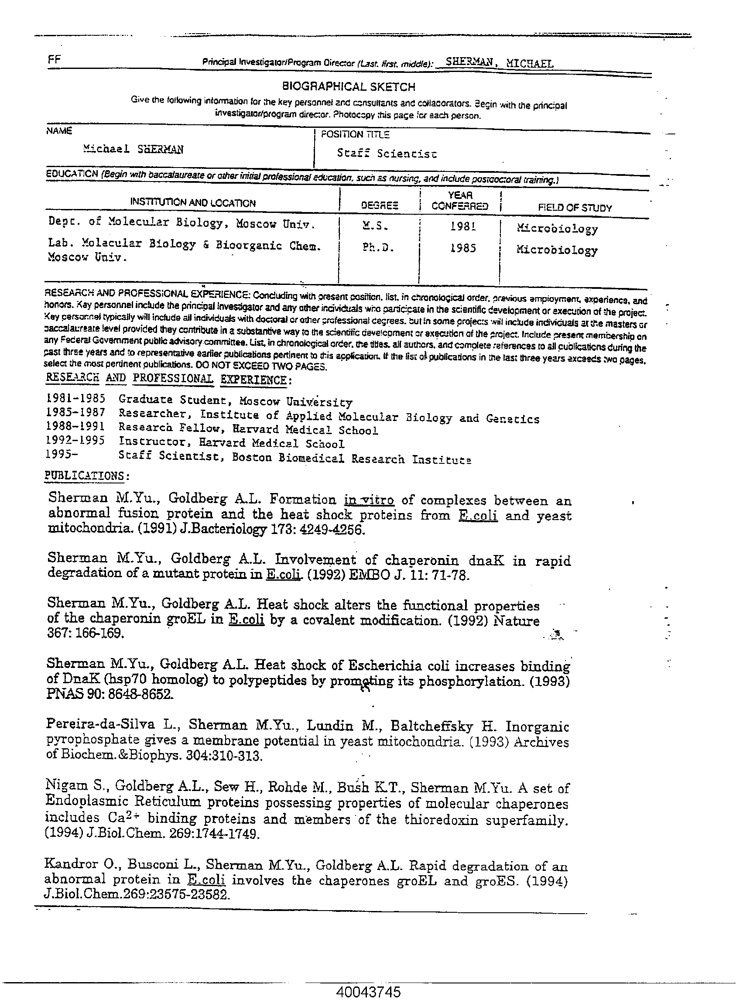 FF
Principal Investigator/Program Director (Last, first, middle): SHERMAN, MICHAEL
BIOGRAPHICAL SKETCH
Give the following information for the key personnel and consultants and collaborators. Begin with the principal
investigator/program director. Photocopy this page for each person.
NAME
POSITION TITLE
Michael SHERMAN
Staff Scientist
EDUCATION (Begin with baccalaureate or other initial professional education, such as nursing, and include postdoctoral training.)
INSTITUTION AND LOCATION
DEGREE
YEAR
CONFERRED
FIELD OF STUDY
Dept. of Molecular Biology, Moscow Univ.
M.S.
1981
Microbiology
Lab. Molacular Biology & Bioorganic Chem.
Moscow Univ.
Ph.D.
1985
Microbiology
RESEARCH AND PROFESSIONAL EXPERIENCE: Concluding with present position, list, in chronological order, previous employment, experience, and
honors. Key personnel include the principal investigator and any other individuals who participate in the scientific development or execution of the project.
Key personnel typically will include all individuals with doctoral or other professional degrees, but in some projects will include individuals at the masters or
baccalaureate level provided they contribute in a substantive way to the scientific development or execution of the project. Include present membership on
any Federal Government public advisory committee. List, in chronological order, the titles, all authors, and complete references to all publications during the
past three years and to representative earlier publications pertinent to this application. If the list of publications in the last three years exceeds two pages,
select the most pertinent publications. DO NOT EXCEED TWO PAGES.
RESEARCH AND PROFESSIONAL EXPERIENCE:
1981-1985 Graduate Student, Moscow University
1985-1987 Researcher, Institute of Applied Molecular Biology and Genetics
1988-1991 Research Fellow, Harvard Medical School
1992-1995 Instructor, Harvard Medical School
1995- Staff Scientist, Boston Biomedical Research Institute
PUBLICATIONS:
Sherman M.Yu., Goldberg A.L. Formation in vitro of complexes between an
abnormal fusion protein and the heat shock proteins from E.coli and yeast
mitochondria. (1991) J.Bacteriology 173: 4249-4256.
Sherman M.Yu., Goldberg A.L. Involvement of chaperonin dnaK in rapid
degradation of a mutant protein in E.coli. (1992) EMBO J. 11: 71-78.
Sherman M.Yu., Goldberg A.L. Heat shock alters the functional properties
of the chaperonin groEL in E.coli by a covalent modification. (1992) Nature
367: 166-169.
Sherman M.Yu., Goldberg A.L. Heat shock of Escherichia coli increases binding
of DnaK (hsp70 homolog) to polypeptides by promoting its phosphorylation. (1993)
PNAS 90: 8648-8652.
Pereira-da-Silva L., Sherman M.Yu., Lundin M., Baltcheffsky H. Inorganic
pyrophosphate gives a membrane potential in yeast mitochondria. (1993) Archives
of Biochem.&Biophys. 304:310-313.
Nigam S., Goldberg A.L., Sew H., Rohde M., Bush K.T., Sherman M.Yu. A set of
Endoplasmic Reticulum proteins possessing properties of molecular chaperones
includes Ca2+ binding proteins and members of the thioredoxin superfamily.
(1994) J.Biol.Chem. 269:1744-1749.
Kandror O., Busconi L., Sherman M.Yu., Goldberg A.L. Rapid degradation of an
abnormal protein in E.coli involves the chaperones groEL and groES. (1994)
J.Biol.Chem.269:23575-23582.
40043745